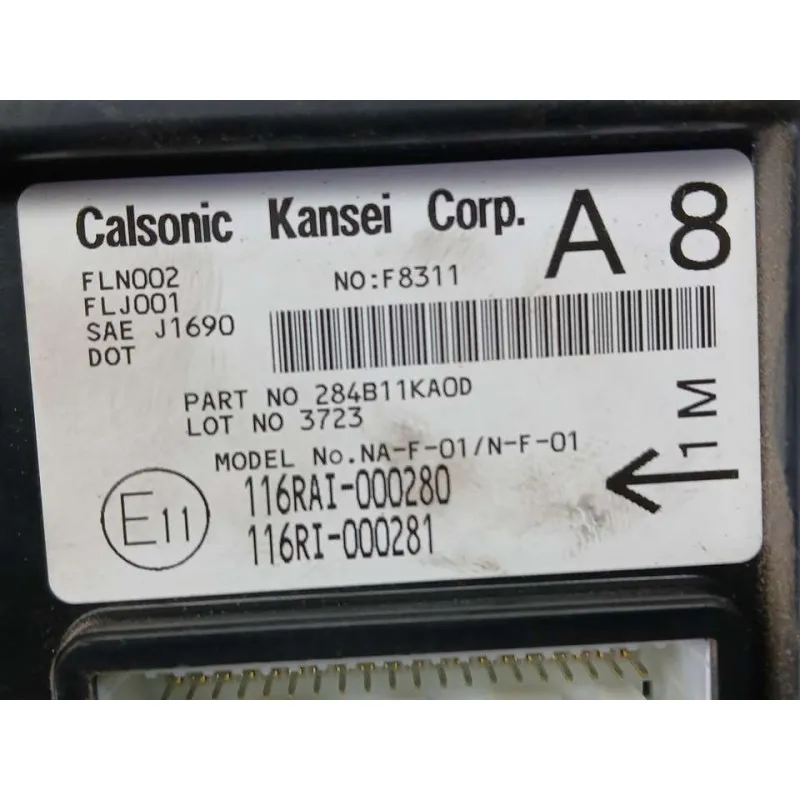 Calsonic Kansei Corp. A 8
FLN002 NO:F8311
FLJ001
SAE J1690
DOT
PART NO 284B11KA0D
LOT NO 3723
MODEL No.NA-F-01/N-F-01
1M
E11
116RAI-000280
116RI-000281